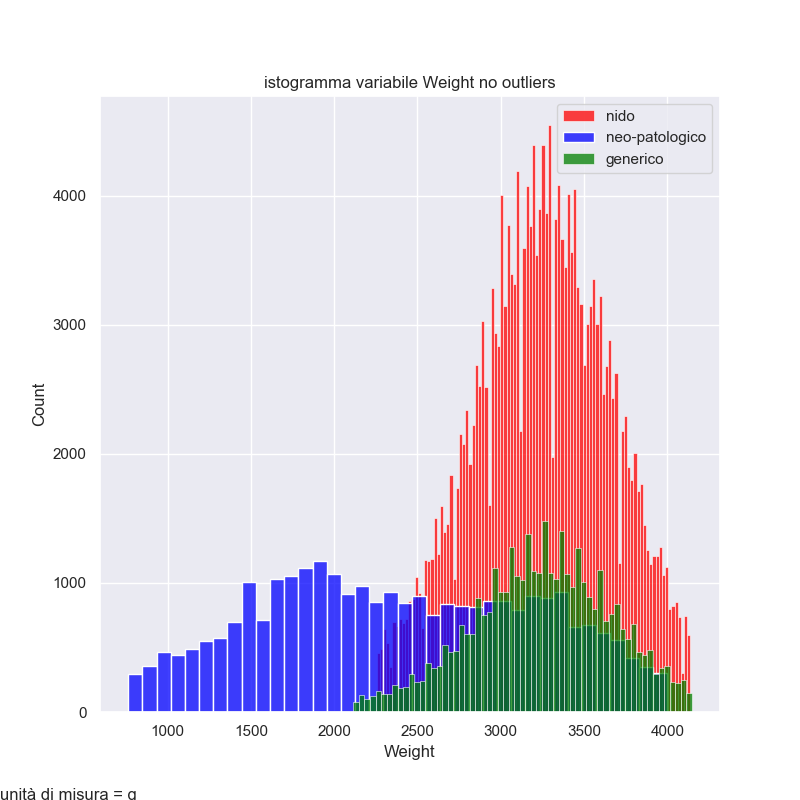 istogramma variabile Weight no outliers
nido
neo-patologico
generico
4000
3000
2000
1000
0
Count
1000
1500
2000
2500
3000
3500
4000
Weight
unità di misura = g